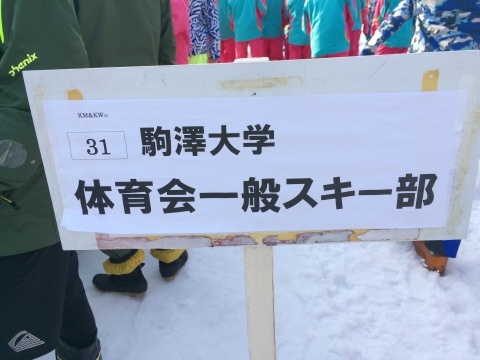 phenix
KM&KW
31
駒澤大学
体育会一般スキー部